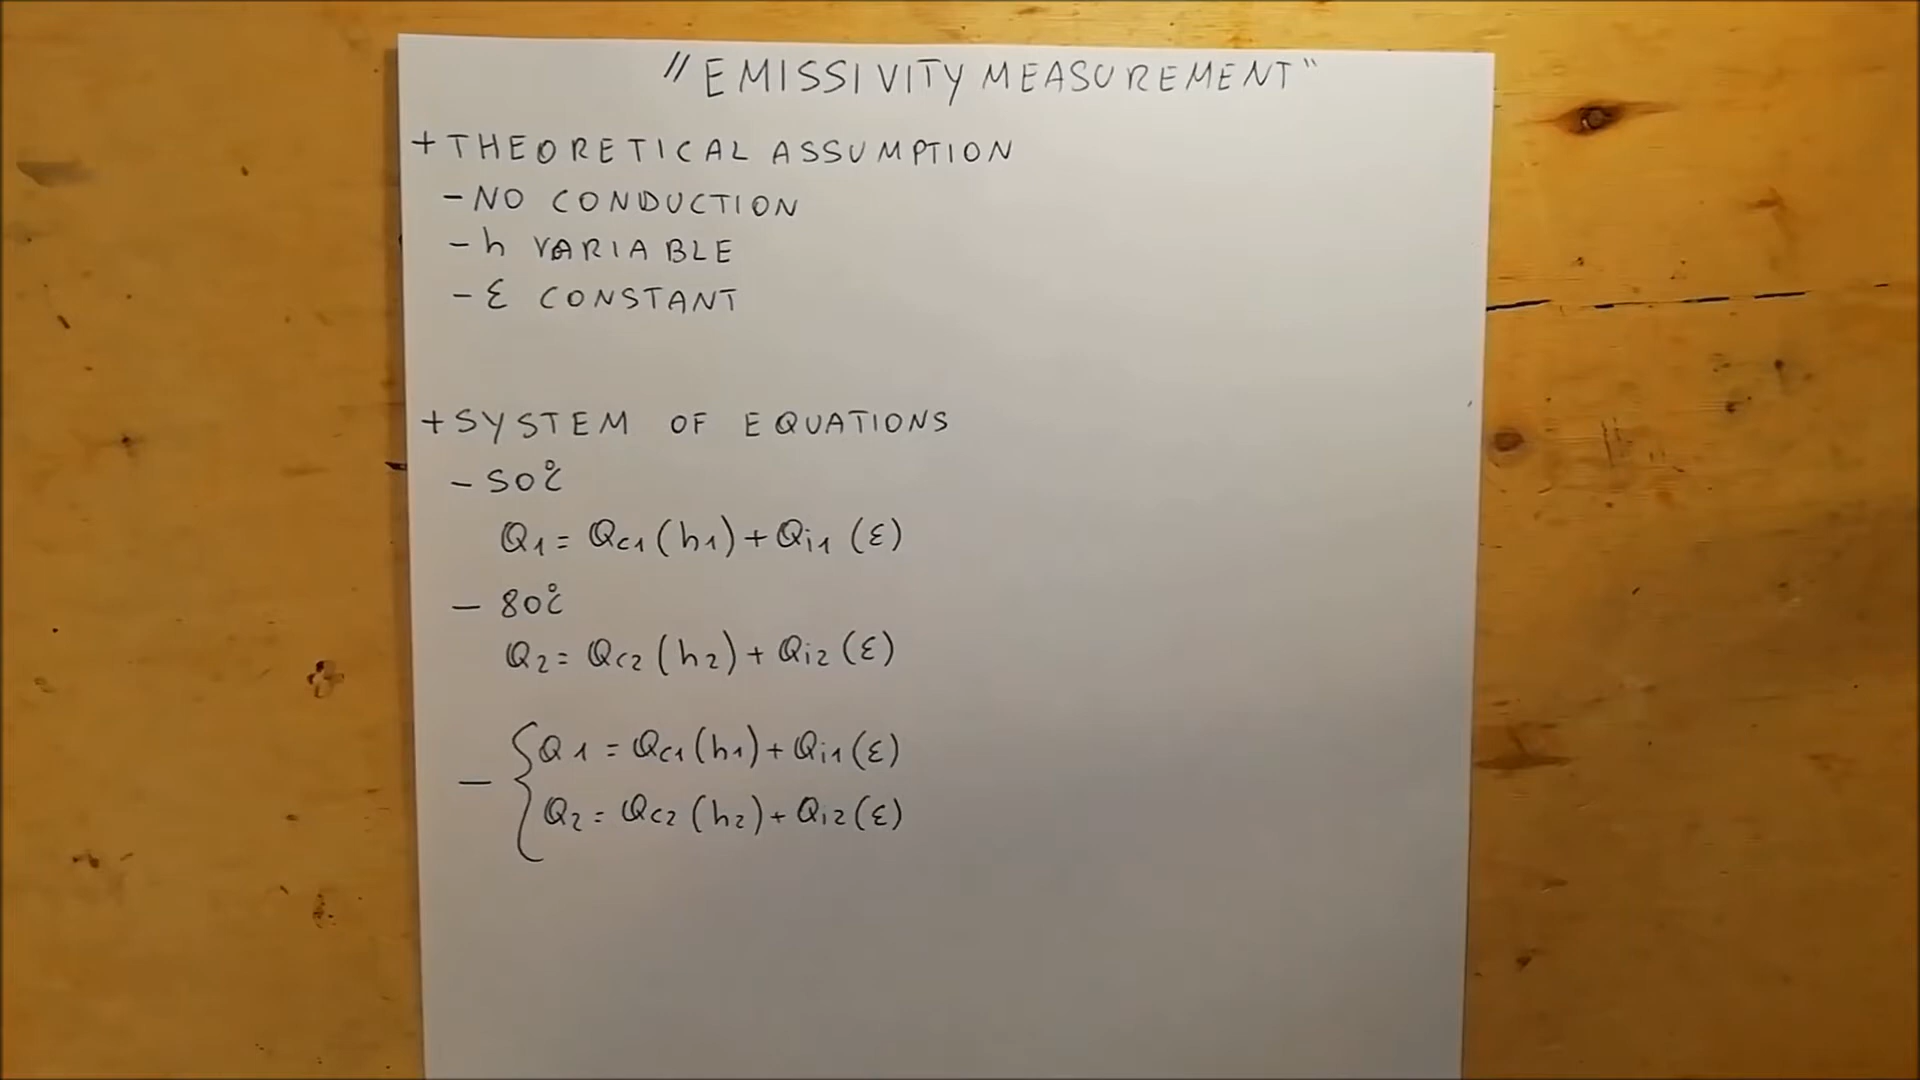 "EMISSIVITY MEASUREMENT"
+ THEORETICAL ASSUMPTION
- NO CONDUCTION
- h VARIABLE
- ε CONSTANT
+ SYSTEM OF EQUATIONS
- 50°C
Q1 = Qc1 (h1) + Qi1 (ε)
- 80°C
Q2 = Qc2 (h2) + Qi2 (ε)
- { Q1 = Qc1 (h1) + Qi1 (ε)
Q2 = Qc2 (h2) + Qi2 (ε)